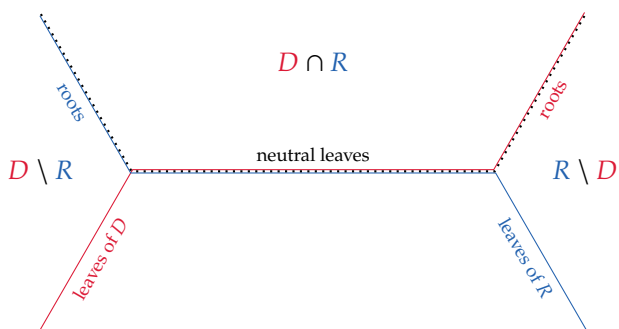 D ∩ R
roots
roots
neutral leaves
D \ R
R \ D
leaves of D
leaves of R